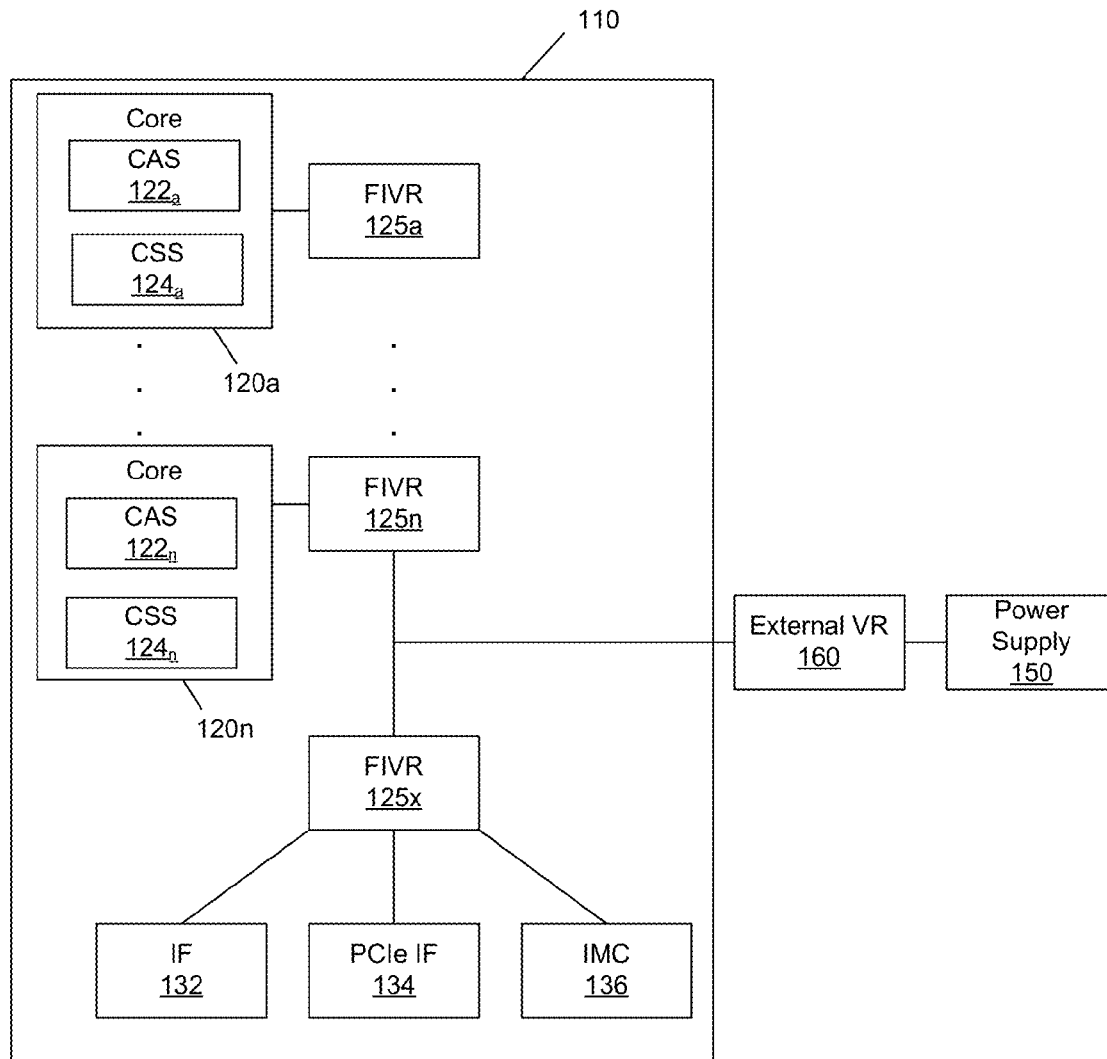 110
Core
CAS
122a
CSS
124a
FIVR
125a
120a
Core
CAS
122n
CSS
124n
FIVR
125n
120n
External VR
160
Power
Supply
150
FIVR
125x
IF
132
PCIe IF
134
IMC
136